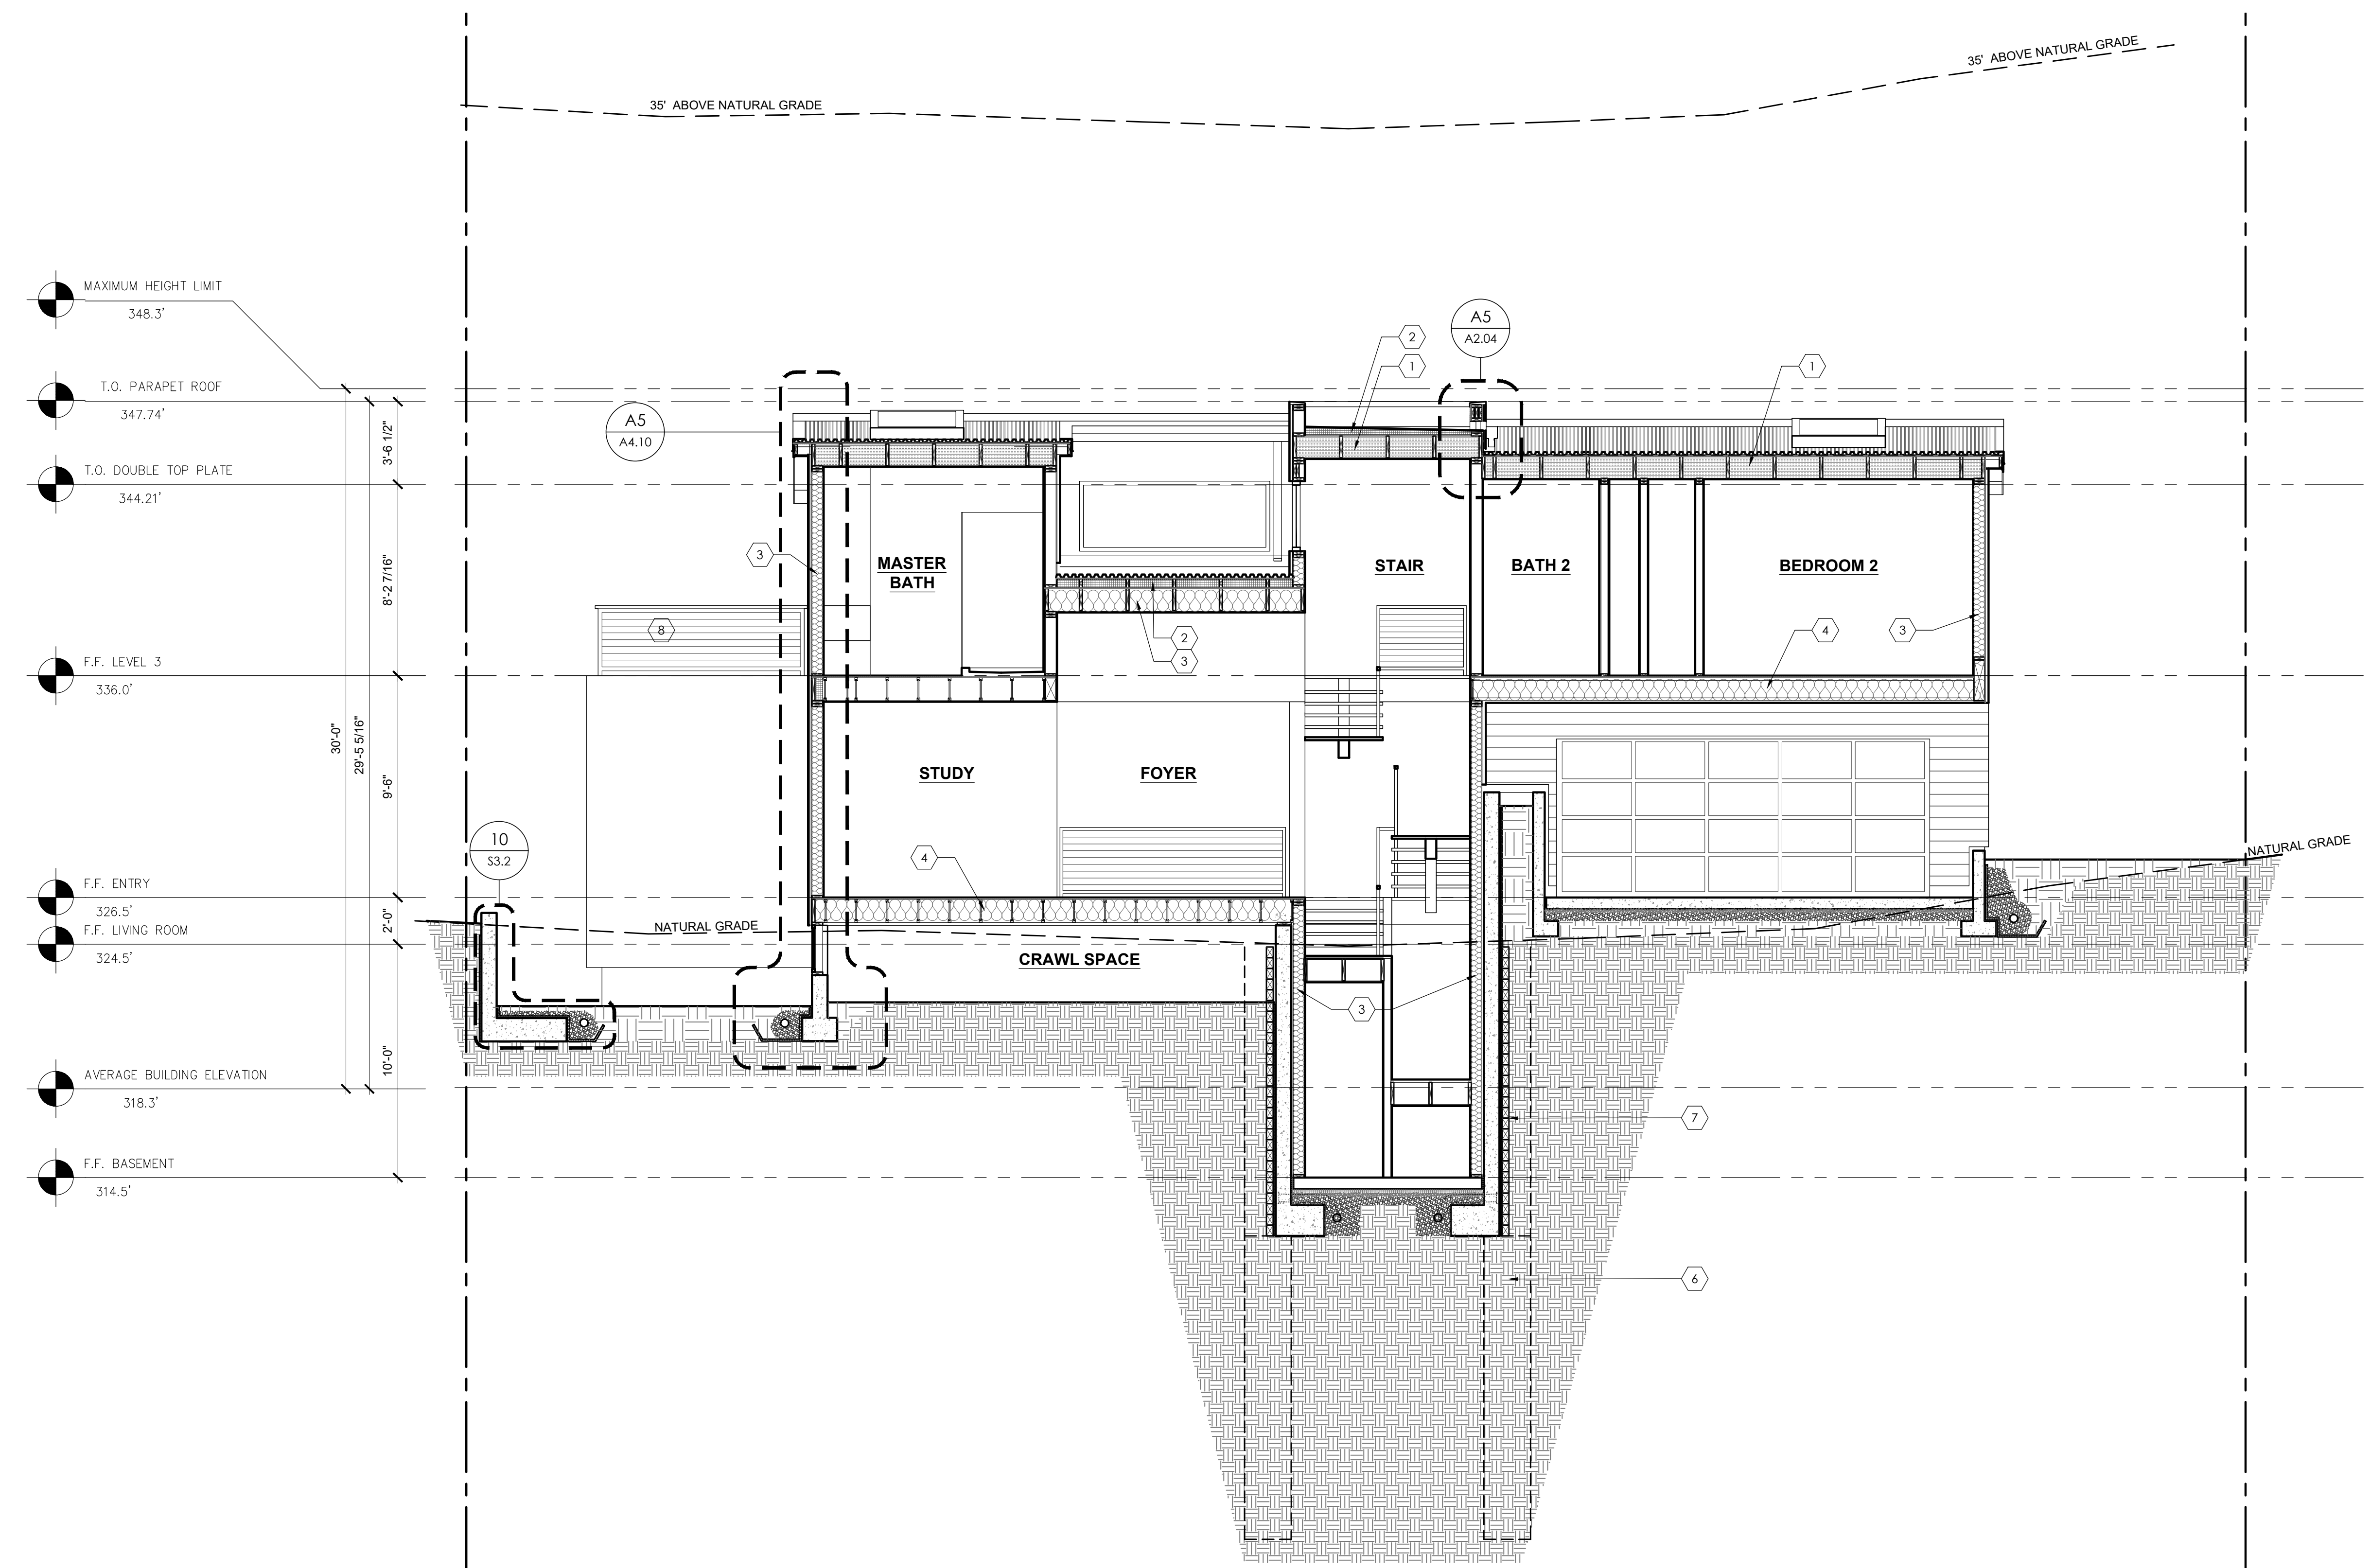 35' ABOVE NATURAL GRADE
35' ABOVE NATURAL GRADE
MAXIMUM HEIGHT LIMIT
348.3'
T.O. PARAPET ROOF
347.74'
T.O. DOUBLE TOP PLATE
344.21'
F.F. LEVEL 3
336.0'
F.F. ENTRY
326.5'
F.F. LIVING ROOM
324.5'
AVERAGE BUILDING ELEVATION
318.3'
F.F. BASEMENT
314.5'
30'-0"
29'-5 5/16"
3'-6 1/2"
8'-2 7/16"
9'-6"
2'-0"
10'-0"
A5
A4.10
A5
A2.04
10
S3.2
2
1
1
3
MASTER
BATH
STAIR
BATH 2
BEDROOM 2
8
2
3
4
3
STUDY
FOYER
4
NATURAL GRADE
NATURAL GRADE
CRAWL SPACE
3
7
6